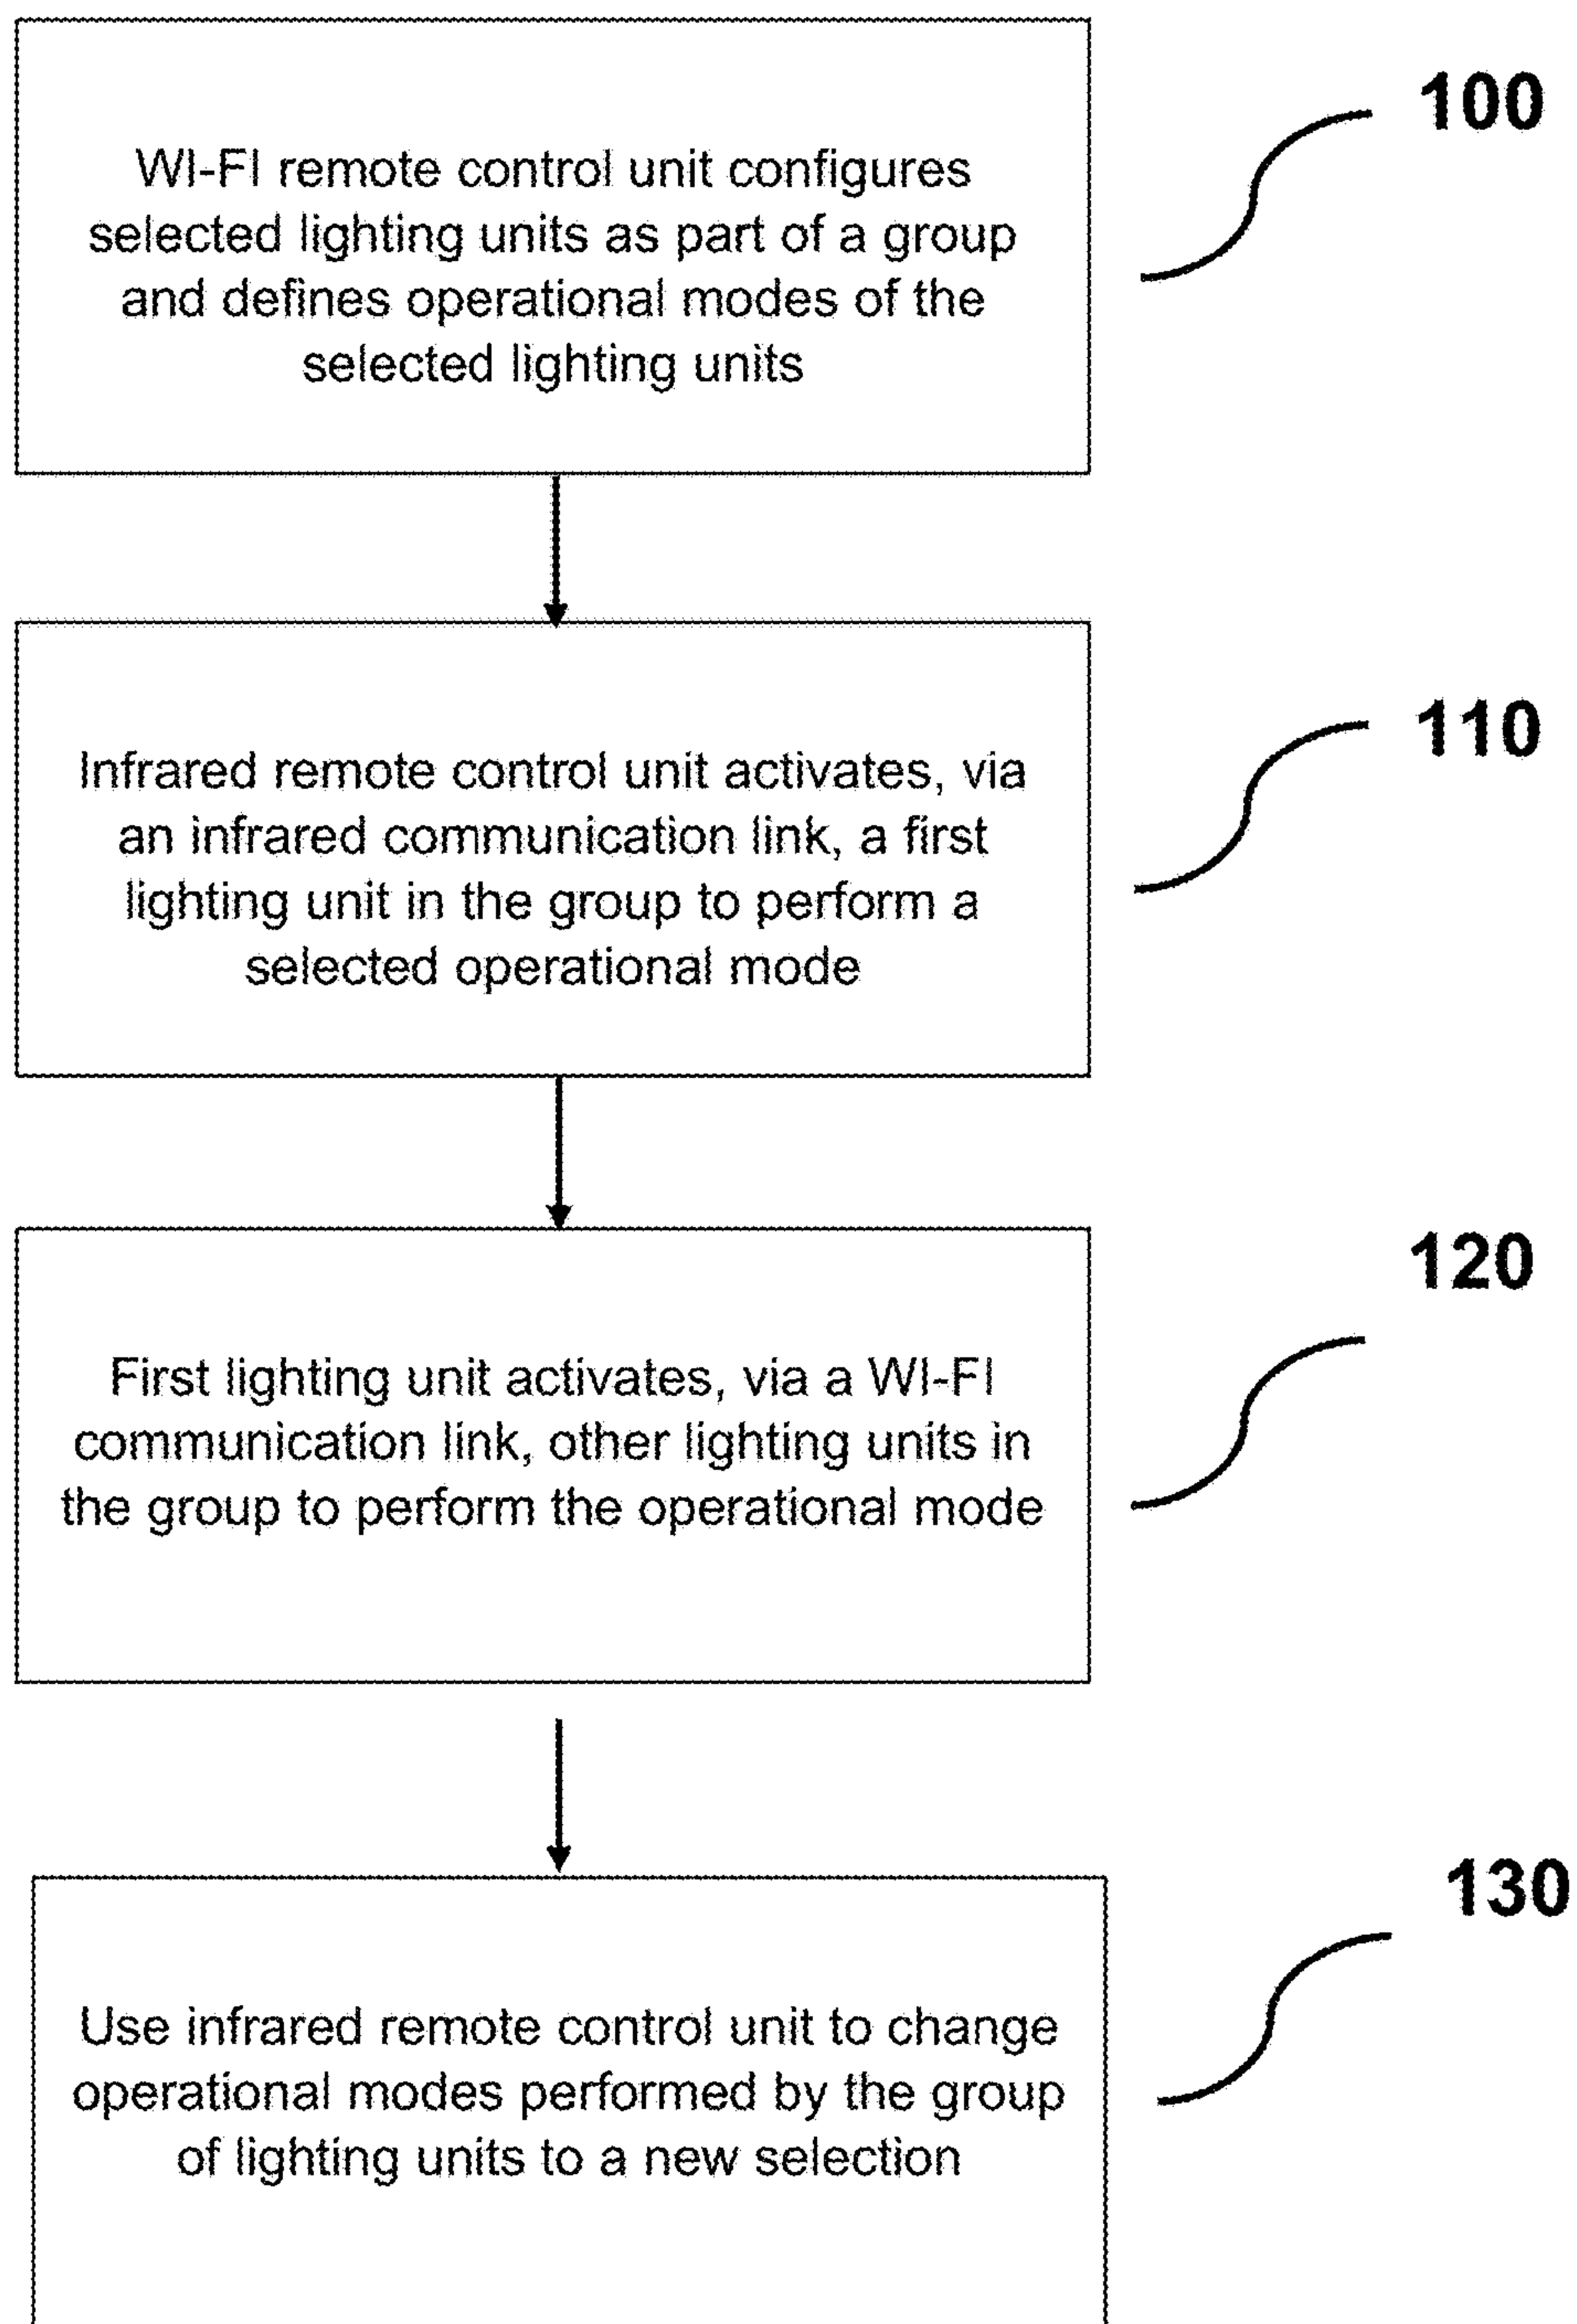 100
WI-FI remote control unit configures
selected lighting units as part of a group
and defines operational modes of the
selected lighting units
110
Infrared remote control unit activates, via
an infrared communication link, a first
lighting unit in the group to perform a
selected operational mode
120
First lighting unit activates, via a WI-FI
communication link, other lighting units in
the group to perform the operational mode
130
Use infrared remote control unit to change
operational modes performed by the group
of lighting units to a new selection